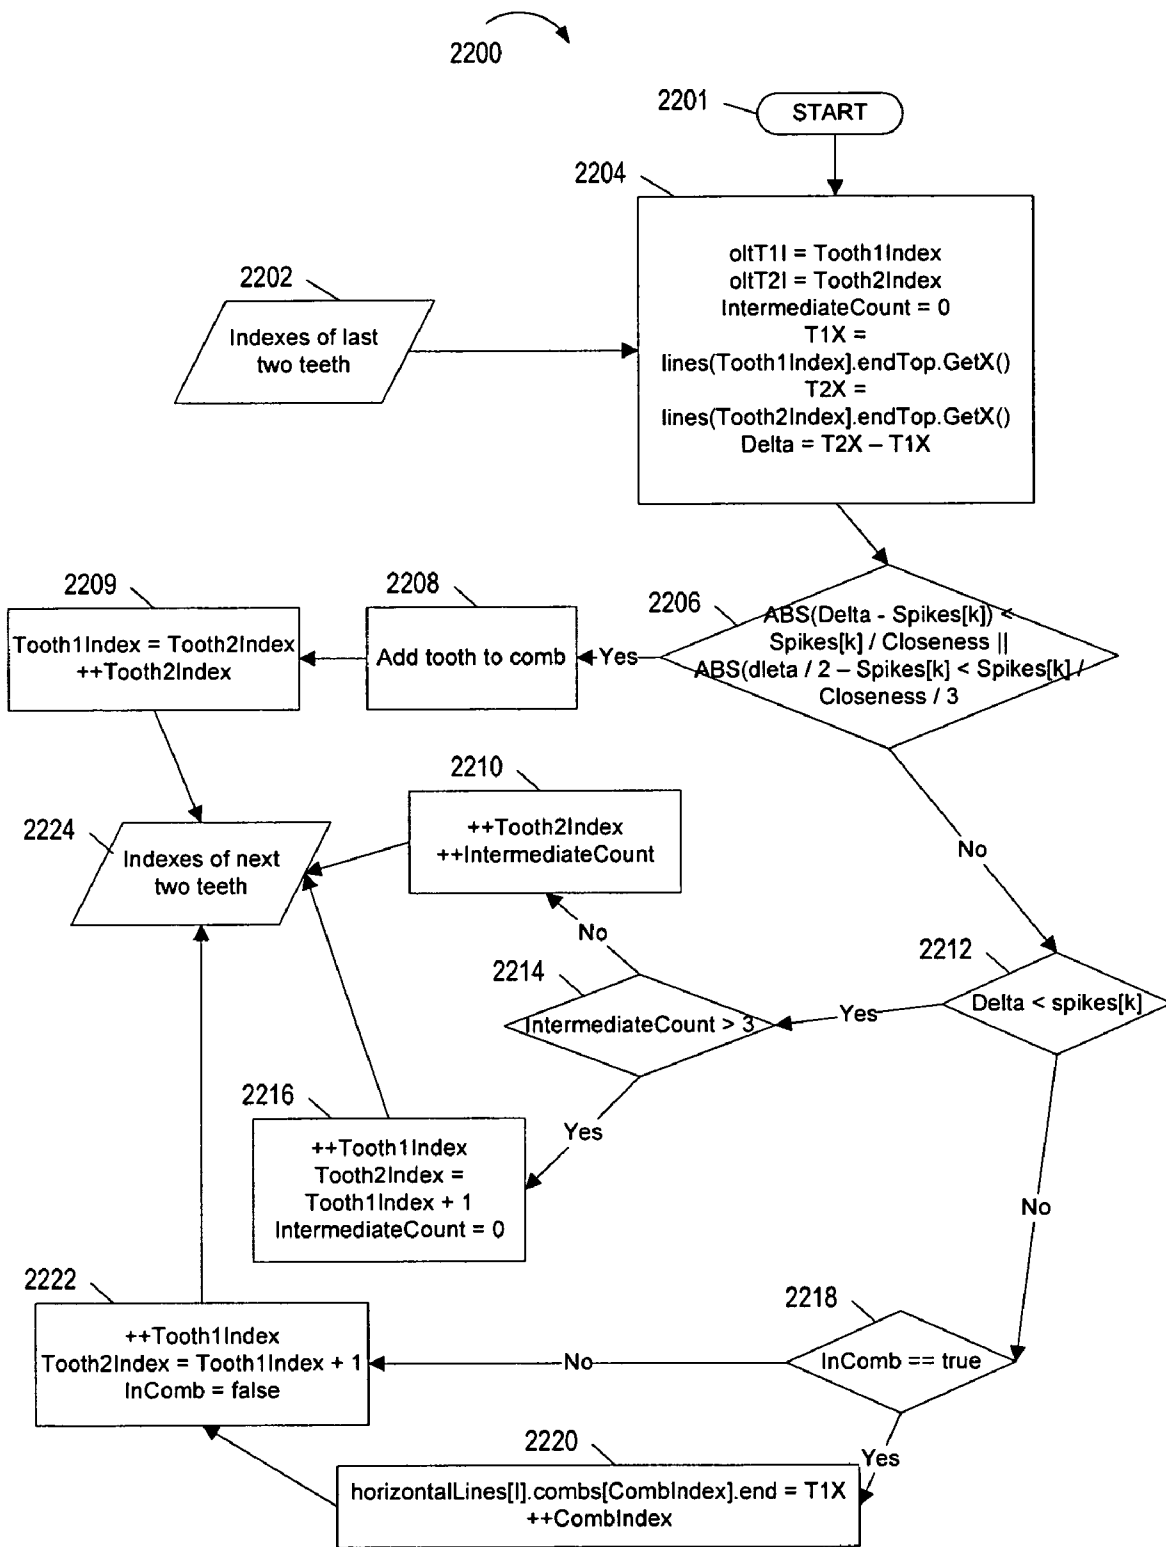 2200
2201
START
2204
oltT1I = Tooth1Index
oltT2I = Tooth2Index
IntermediateCount = 0
T1X =
lines(Tooth1Index].endTop.GetX()
T2X =
lines(Tooth2Index].endTop.GetX()
Delta = T2X – T1X
2202
Indexes of last
two teeth
2206
ABS(Delta - Spikes[k]) <
Spikes[k] / Closeness ||
ABS(dleta / 2 – Spikes[k] < Spikes[k] /
Closeness / 3
Yes
2208
Add tooth to comb
2209
Tooth1Index = Tooth2Index
++Tooth2Index
2210
++Tooth2Index
++IntermediateCount
2224
Indexes of next
two teeth
No
2212
Delta < spikes[k]
Yes
No
2214
IntermediateCount > 3
Yes
2216
++Tooth1Index
Tooth2Index =
Tooth1Index + 1
IntermediateCount = 0
No
2218
InComb == true
No
2222
++Tooth1Index
Tooth2Index = Tooth1Index + 1
InComb = false
Yes
2220
horizontalLines[l].combs[CombIndex].end = T1X
++CombIndex